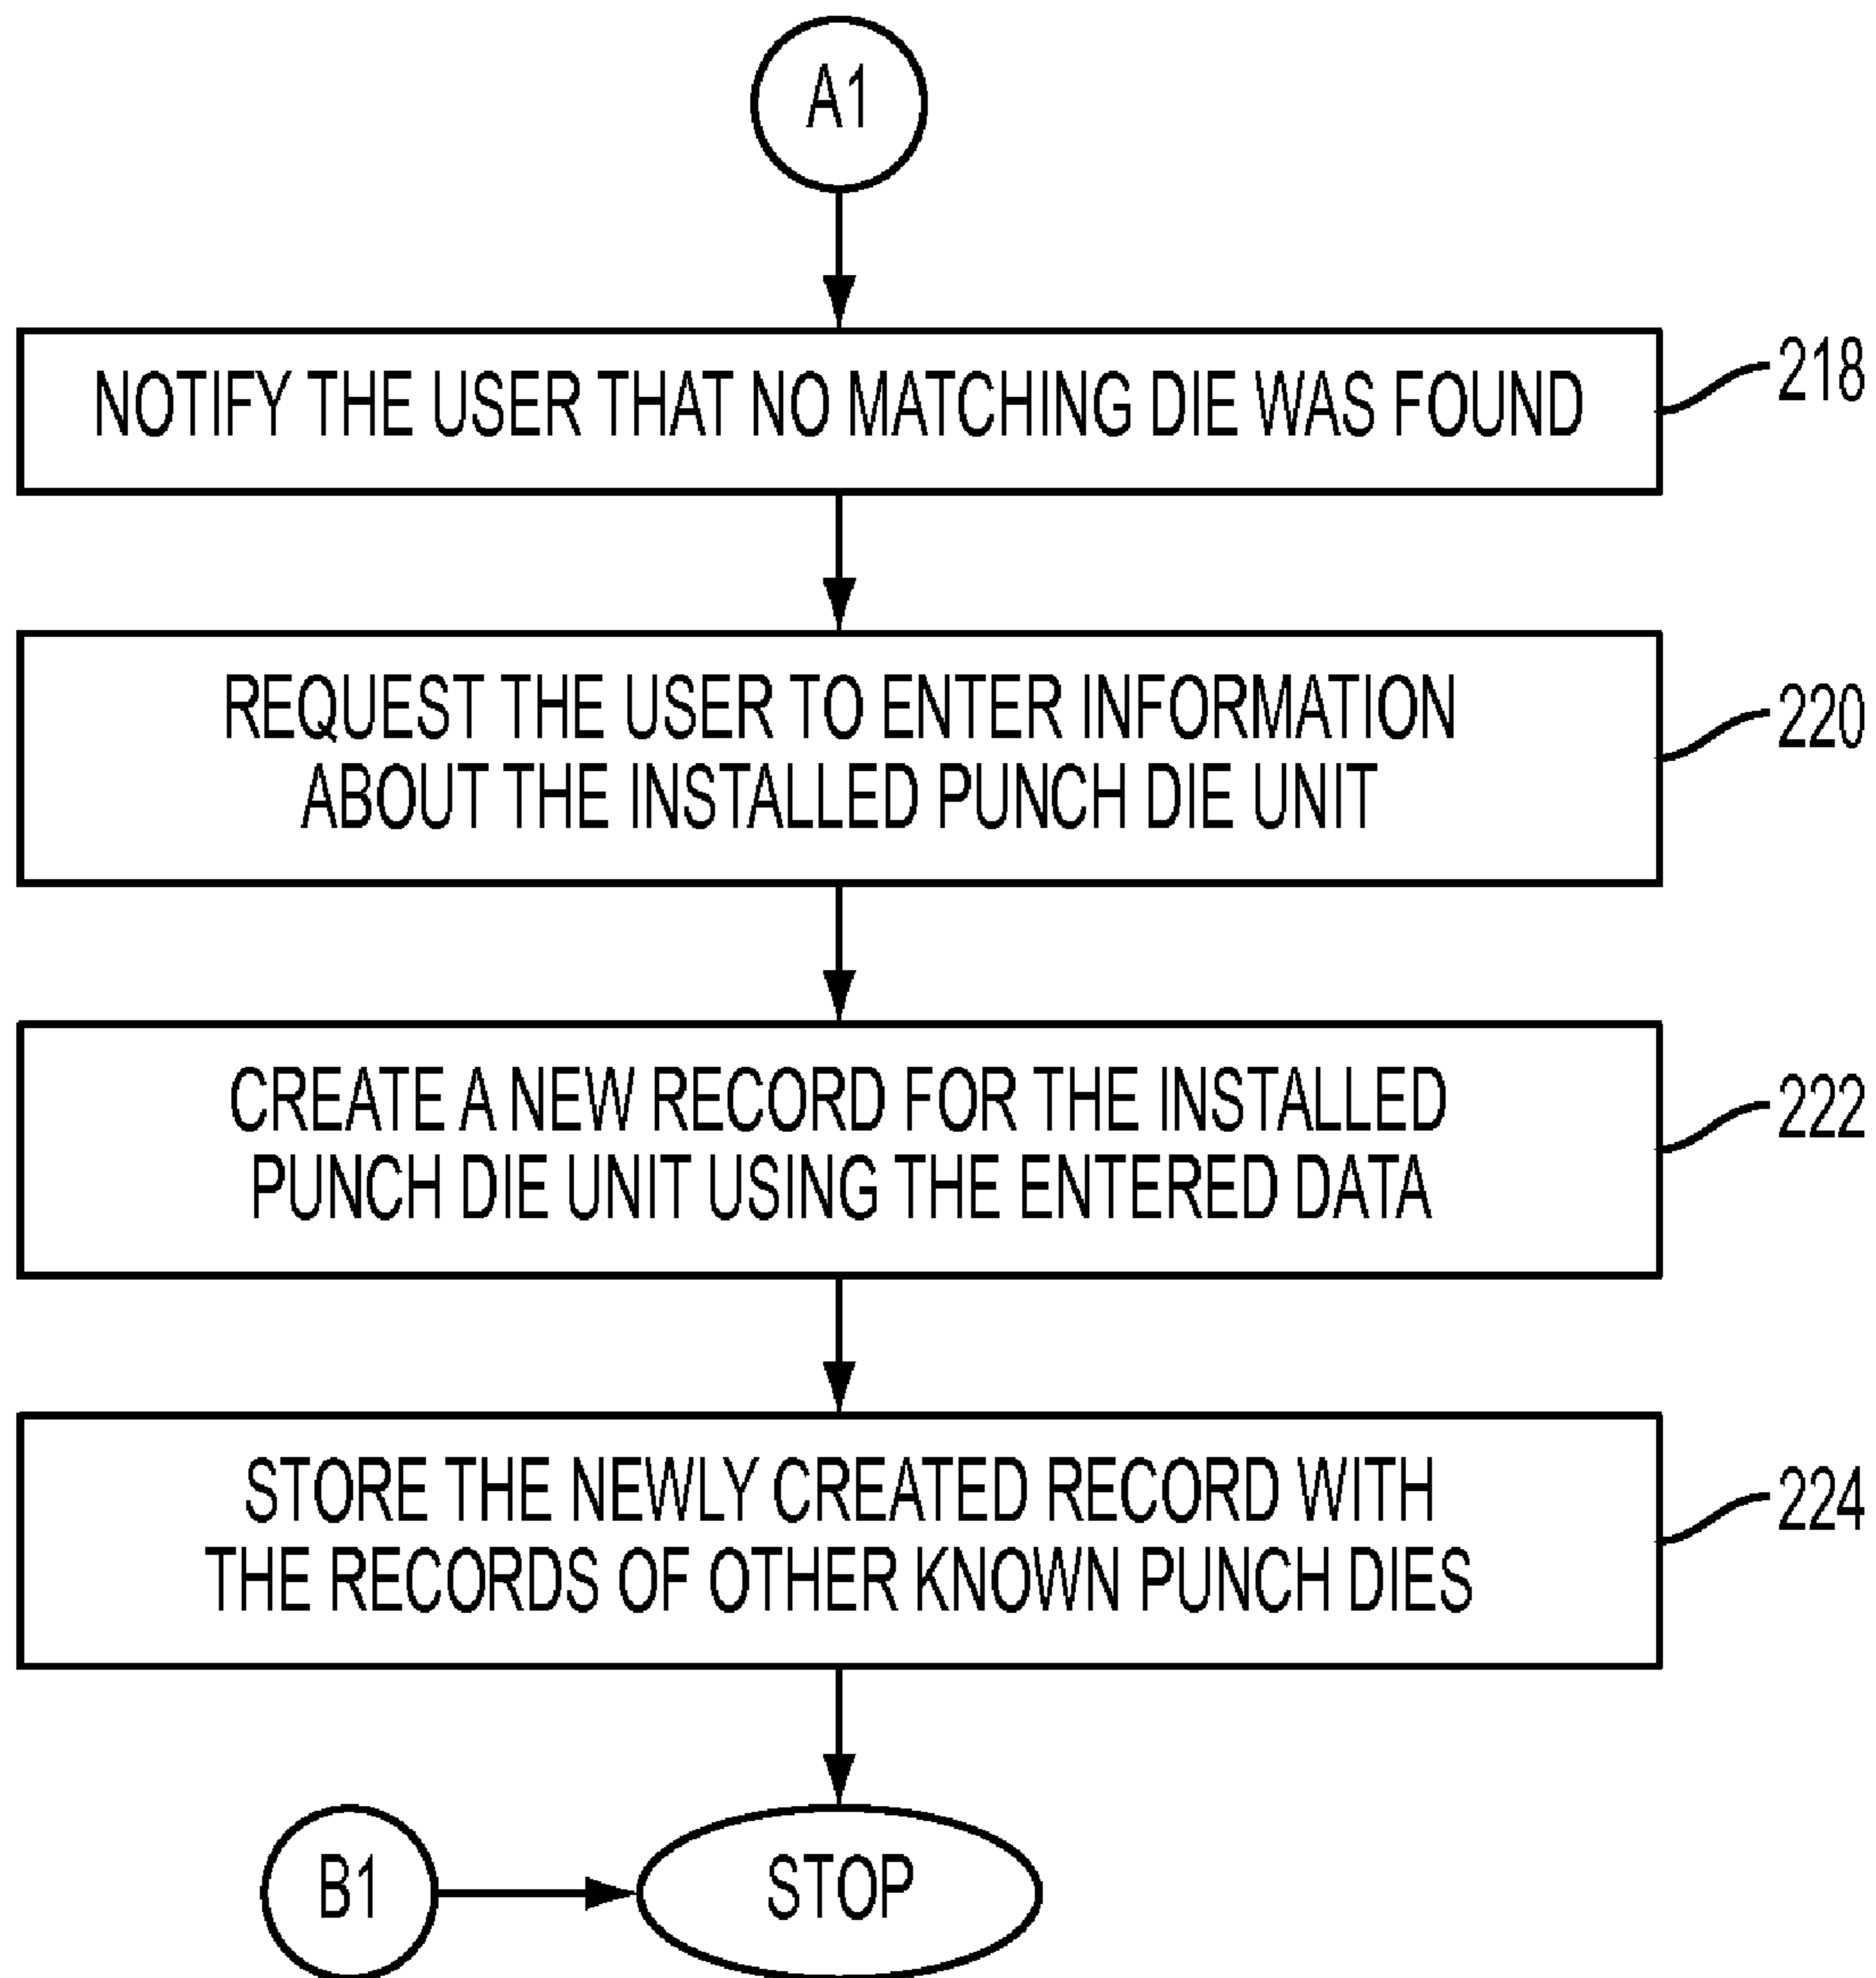 A1
NOTIFY THE USER THAT NO MATCHING DIE WAS FOUND
218
REQUEST THE USER TO ENTER INFORMATION
ABOUT THE INSTALLED PUNCH DIE UNIT
220
CREATE A NEW RECORD FOR THE INSTALLED
PUNCH DIE UNIT USING THE ENTERED DATA
222
STORE THE NEWLY CREATED RECORD WITH
THE RECORDS OF OTHER KNOWN PUNCH DIES
224
B1
STOP